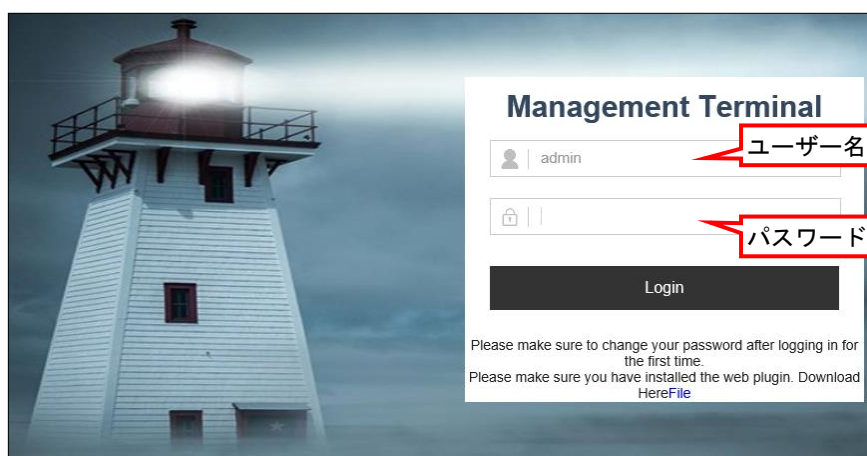 Management Terminal
admin
ユーザー名
パスワード
Login
Please make sure to change your password after logging in for
the first time.
Please make sure you have installed the web plugin. Download
HereFile